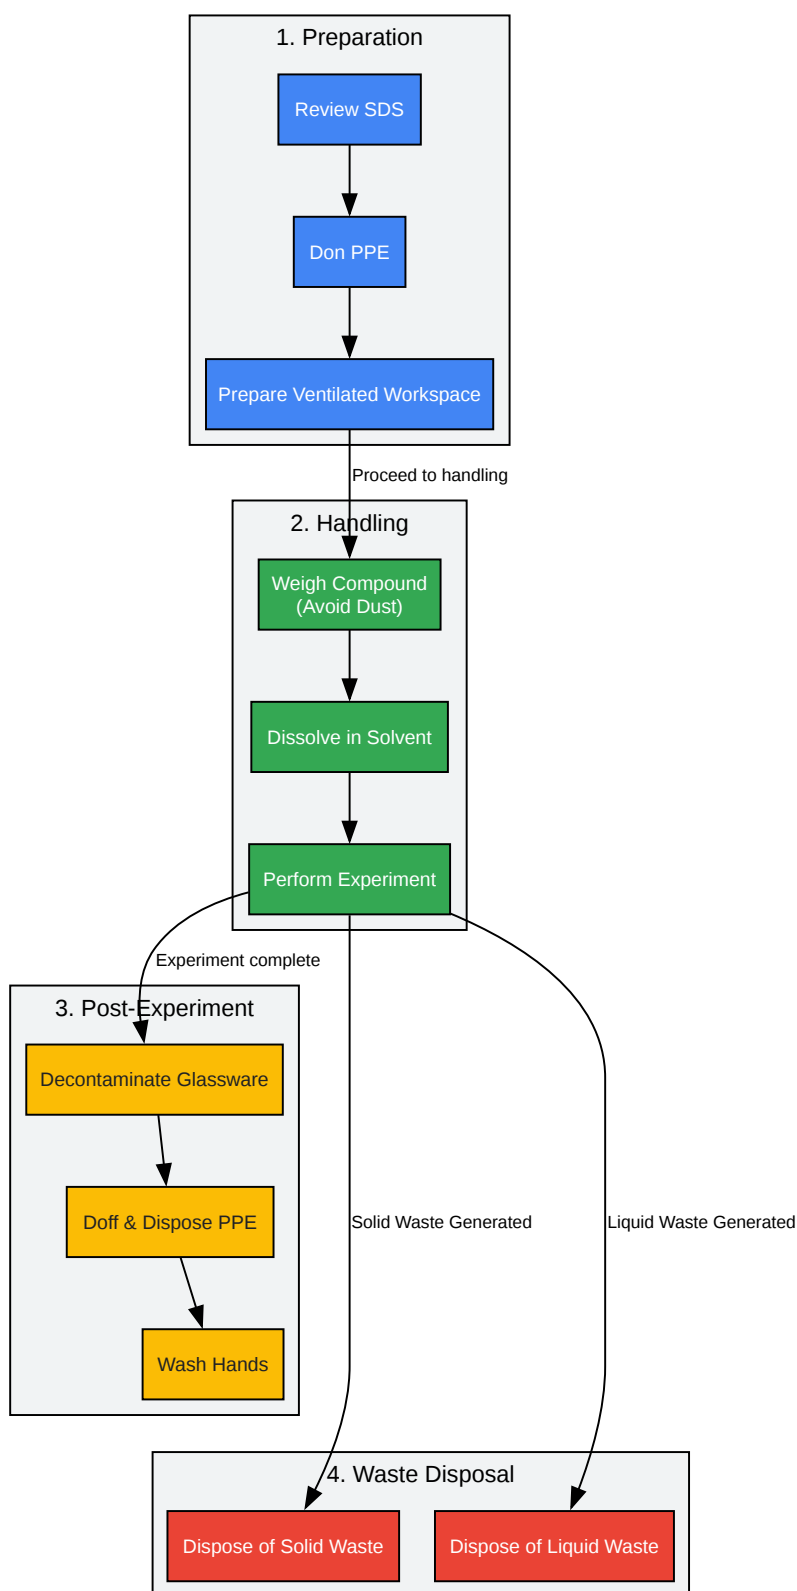 1. Preparation
Review SDS
Don PPE
Prepare Ventilated Workspace
Proceed to handling
2. Handling
Weigh Compound
(Avoid Dust)
Dissolve in Solvent
Perform Experiment
Experiment complete
3. Post-Experiment
Decontaminate Glassware
Doff & Dispose PPE
Solid Waste Generated
Liquid Waste Generated
Wash Hands
4. Waste Disposal
Dispose of Solid Waste
Dispose of Liquid Waste